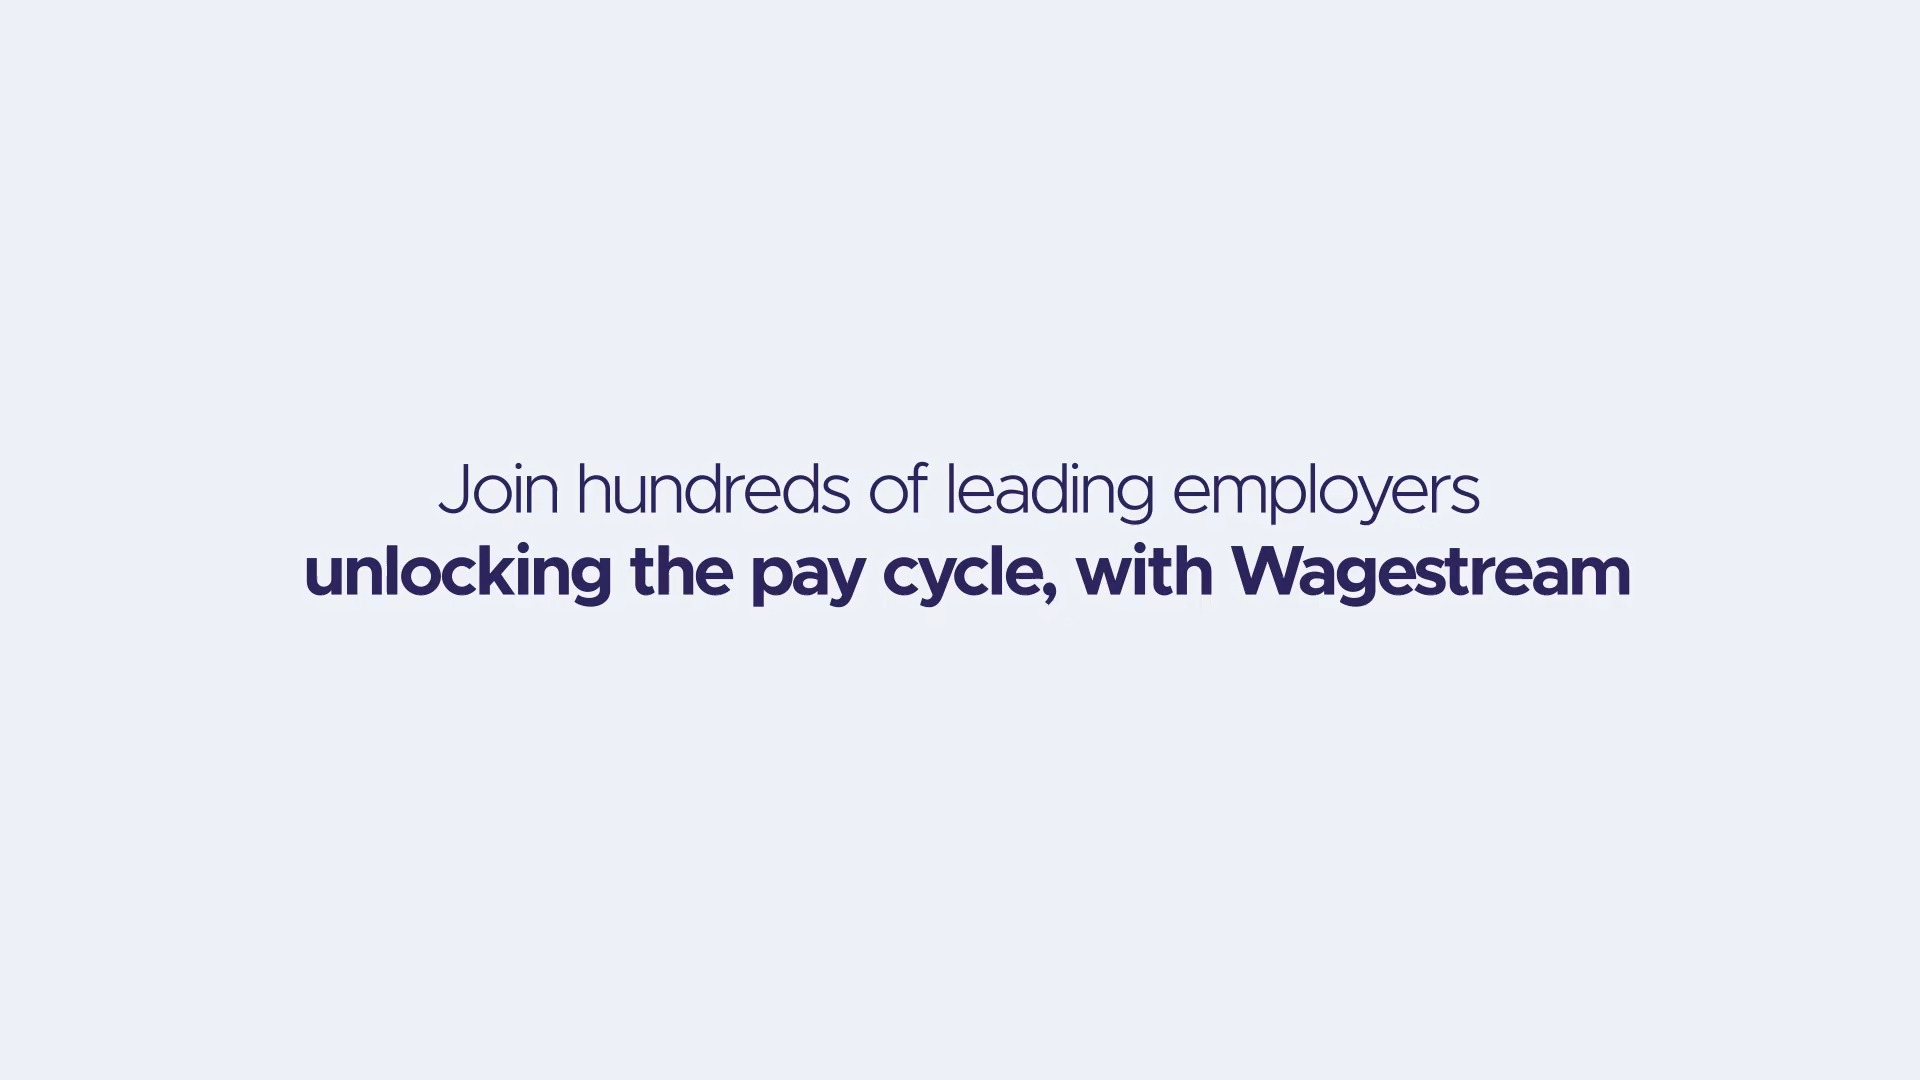 Join hundreds of leading employers
unlocking the pay cycle, with Wagestream